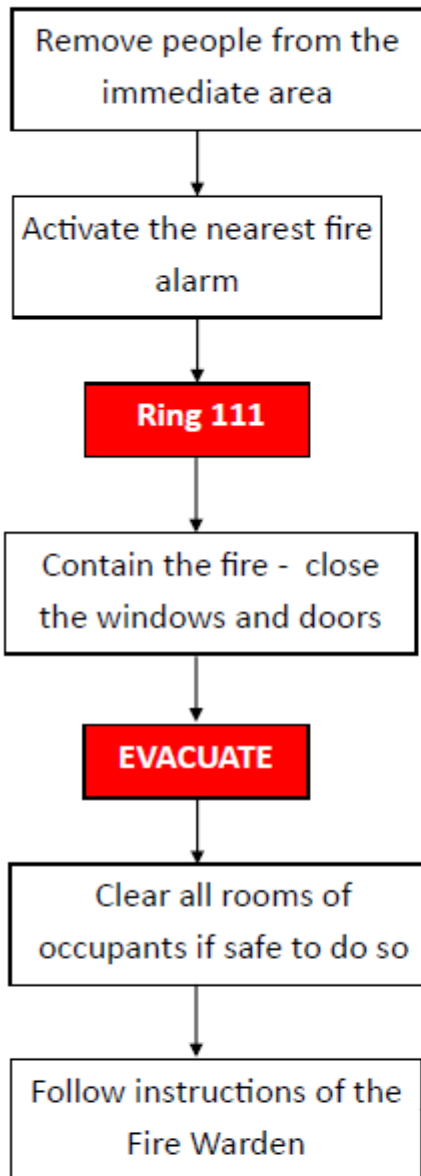 Remove people from the
immediate area
Activate the nearest fire
alarm
Ring 111
Contain the fire -  close
the windows and doors
EVACUATE
Clear all rooms of
occupants if safe to do so
Follow instructions of the
Fire Warden